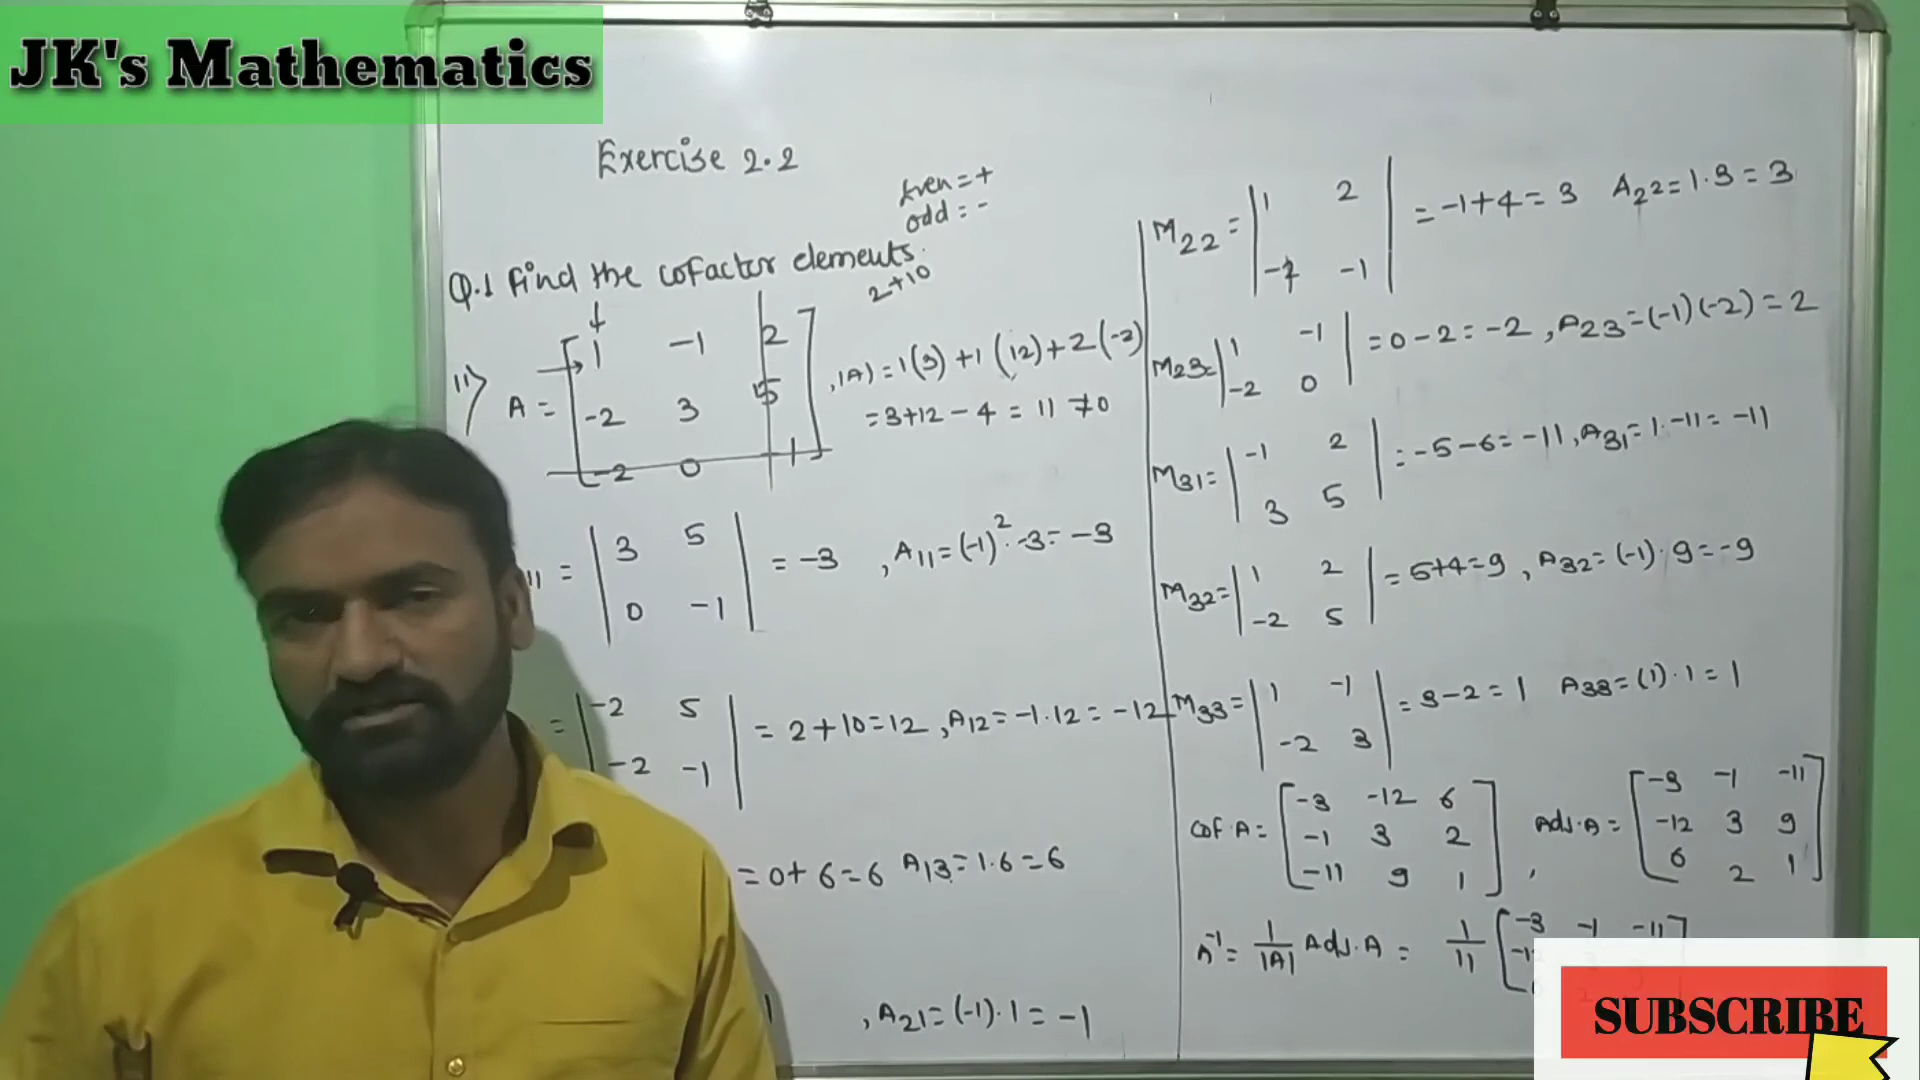 JK's Mathematics
Exercise 2.2
Even = +
odd = -
Q.1 Find the cofactor elements.
2+10
11) A = [ 1 -1 2
-2 3 5
-2 0 -1 ]
, |A| = 1(3) +1 (12)+2(-2)
= 3+12-4 = 11 ≠0
11 = | 3 5
0 -1 | = -3 , A11 = (-1)^2 . -3 = -3
= | -2 5
-2 -1 | = 2+10=12 , A12 = -1.12 = -12
= 0+6=6 A13 = 1.6 = 6
, A21 = (-1).1 = -1
M22 = | 1 2
-2 -1 | = -1+4 = 3 A22 = 1.3 = 3
M23 = | 1 -1
-2 0 | = 0-2 = -2 , A23 = (-1)(-2) = 2
M31 = | -1 2
3 5 | = -5-6 = -11 , A31 = 1.-11 = -11
M32 = | 1 2
-2 5 | = 5+4=9 , A32 = (-1).9 = -9
M33 = | 1 -1
-2 3 | = 3-2 = 1 A33 = (1).1 = 1
Cof.A = [ -3 -12 6
-1 3 2
-11 9 1 ] ,
Adj.A = [ -3 -1 -11
-12 3 9
6 2 1 ]
A^-1 = 1/|A| Adj.A = 1/11 [ -3 -1 -11
SUBSCRIBE